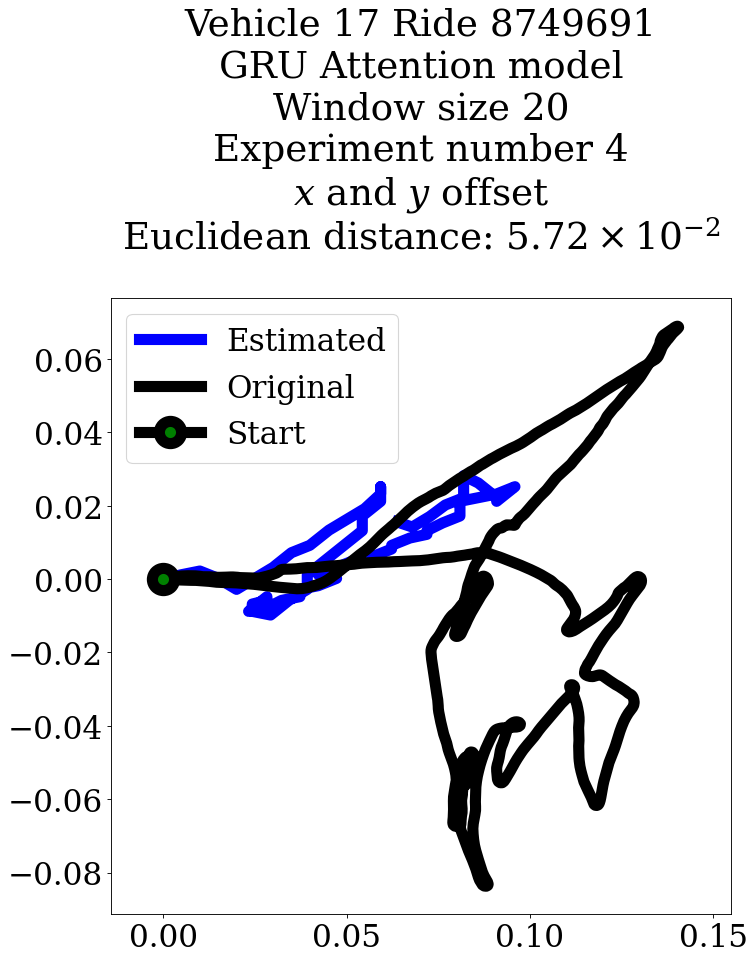 Vehicle 17 Ride 8749691
GRU Attention model
Window size 20
Experiment number 4
x and y offset
Euclidean distance: 5.72 × 10⁻²
Estimated
Original
Start
0.06
0.04
0.02
0.00
−0.02
−0.04
−0.06
−0.08
0.00 0.05 0.10 0.15